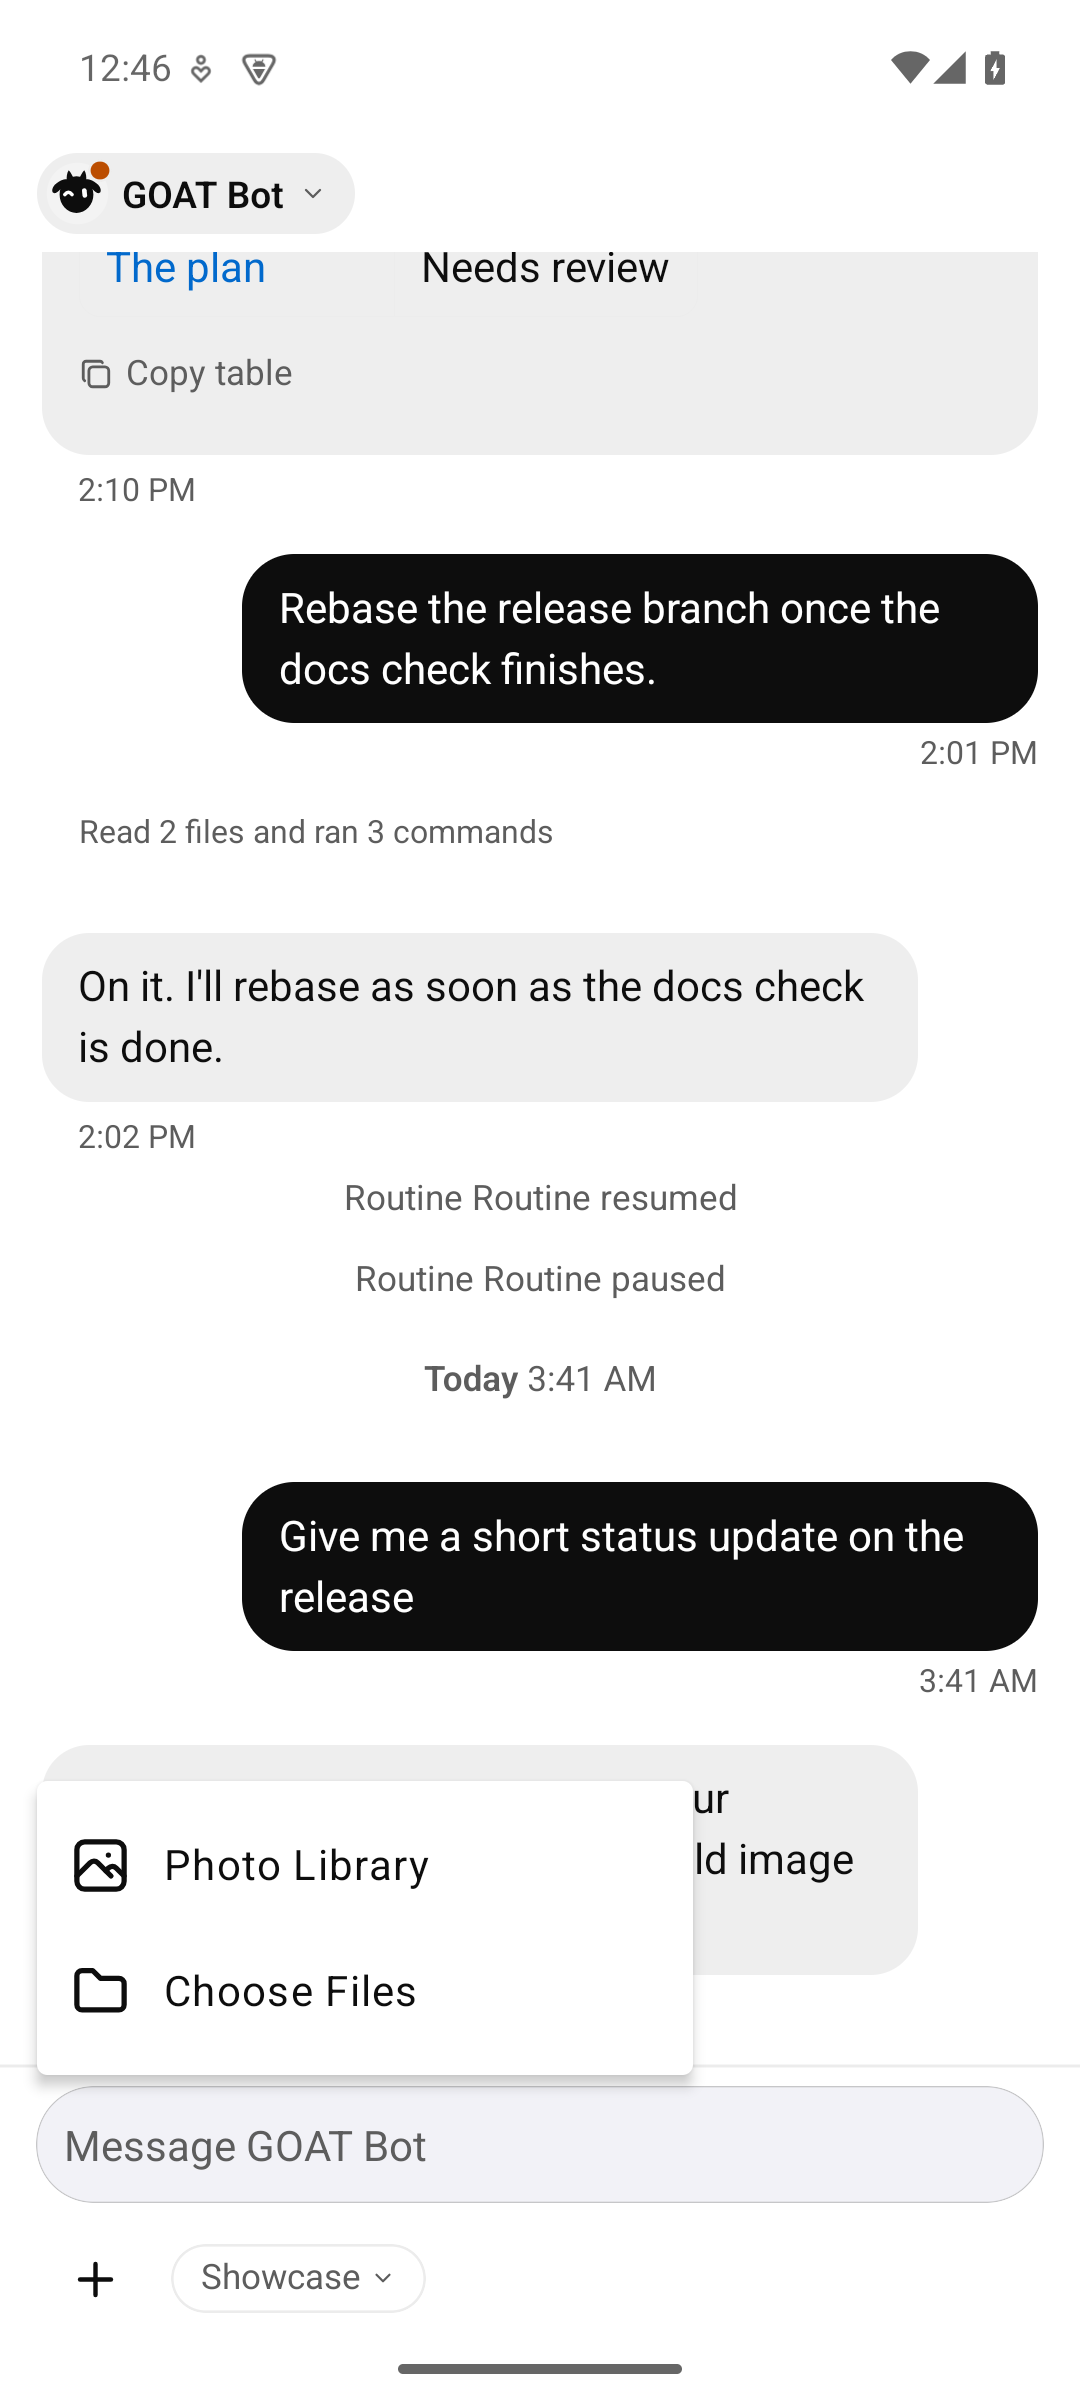 12:46
GOAT Bot
The plan Needs review
Copy table
2:10 PM
Rebase the release branch once the
docs check finishes.
2:01 PM
Read 2 files and ran 3 commands
On it. I'll rebase as soon as the docs check
is done.
2:02 PM
Routine Routine resumed
Routine Routine paused
Today 3:41 AM
Give me a short status update on the
release
3:41 AM
ur
ld image
Photo Library
Choose Files
Message GOAT Bot
Showcase